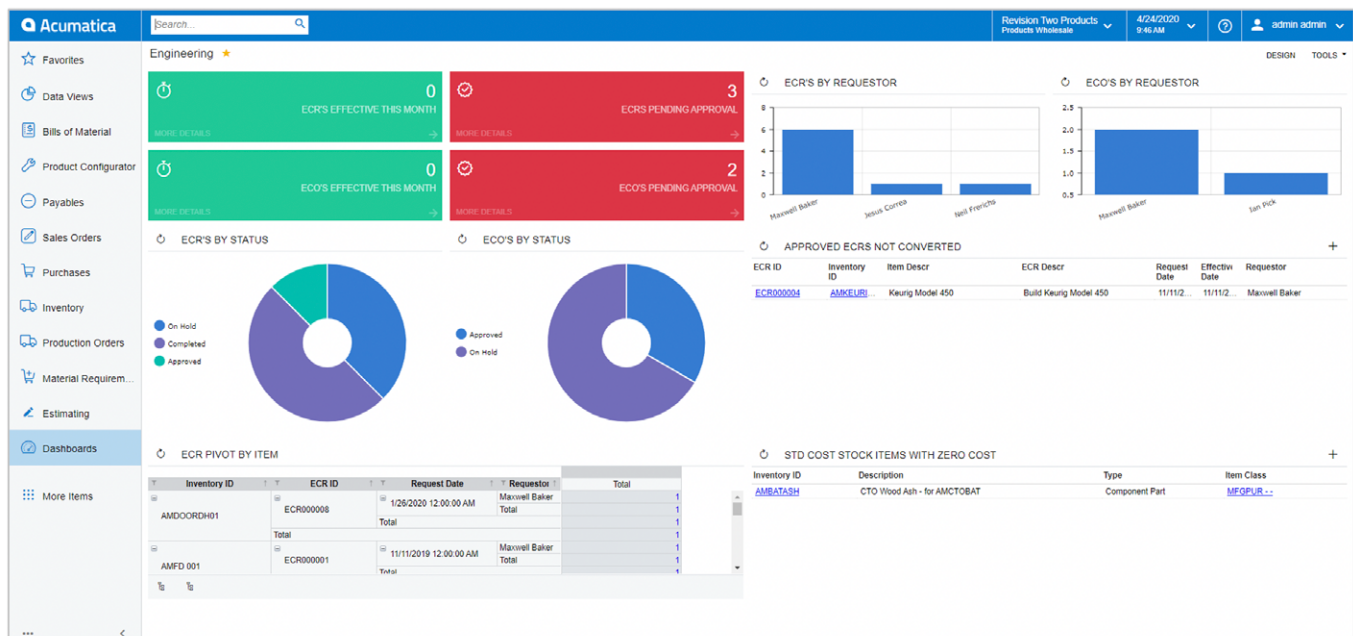 Acumatica
Search...
Revision Two Products
Products Wholesale
4/24/2020
9:46 AM
admin admin
Favorites
Data Views
Bills of Material
Product Configurator
Payables
Sales Orders
Purchases
Inventory
Production Orders
Material Requirem...
Estimating
Dashboards
More Items
Engineering
DESIGN TOOLS
0
ECR'S EFFECTIVE THIS MONTH
MORE DETAILS
3
ECRS PENDING APPROVAL
MORE DETAILS
0
ECO'S EFFECTIVE THIS MONTH
MORE DETAILS
2
ECO'S PENDING APPROVAL
MORE DETAILS
ECR'S BY REQUESTOR
8
6
4
2
0
Maxwell Baker Jesus Correa Neil Frerichs
ECO'S BY REQUESTOR
2.5
2.0
1.5
1.0
0.5
Maxwell Baker Ian Pick
ECR'S BY STATUS
On Hold
Completed
Approved
ECO'S BY STATUS
Approved
On Hold
APPROVED ECRS NOT CONVERTED
ECR ID Inventory ID Item Descr ECR Descr Request Date Effective Date Requestor
ECR000004 AMKEURI... Keurig Model 450 Build Keurig Model 450 11/11/2... 11/11/2... Maxwell Baker
ECR PIVOT BY ITEM
Total
Inventory ID ECR ID Request Date Requestor
AMDOORDH01 ECR000008 1/26/2020 12:00:00 AM Maxwell Baker 1
Total 1
Total 1
Total 1
AMFD 001 ECR000001 11/11/2019 12:00:00 AM Maxwell Baker 1
Total 1
Total 1
STD COST STOCK ITEMS WITH ZERO COST
Inventory ID Description Type Item Class
AMBATASH CTO Wood Ash - for AMCTOBAT Component Part MFGPUR - -